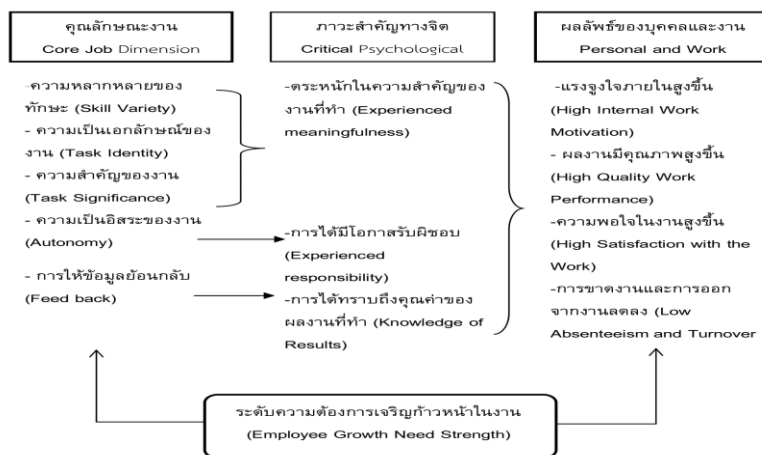 คุณลักษณะงาน
Core Job Dimension
-ความหลากหลายของ
ทักษะ (Skill Variety)
- ความเป็นเอกลักษณ์ของ
งาน (Task Identity)
- ความสำคัญของงาน
(Task Significance)
- ความเป็นอิสระของงาน
(Autonomy)
- การให้ข้อมูลย้อนกลับ
(Feed back)
ภาวะสำคัญทางจิต
Critical Psychological
-ตระหนักในความสำคัญของ
งานที่ทำ (Experienced
meaningfulness)
-การได้มีโอกาสรับผิชอบ
(Experienced
responsibility)
-การได้ทราบถึงคุณค่าของ
ผลงานที่ทำ (Knowledge of
Results)
ผลลัพธ์ของบุคคลและงาน
Personal and Work
-แรงจูงใจภายในสูงขึ้น
(High Internal Work
Motivation)
- ผลงานมีคุณภาพสูงขึ้น
(High Quality Work
Performance)
-ความพอใจในงานสูงขึ้น
(High Satisfaction with the
Work)
-การขาดงานและการออก
จากงานลดลง (Low
Absenteeism and Turnover
ระดับความต้องการเจริญก้าวหน้าในงาน
(Employee Growth Need Strength)